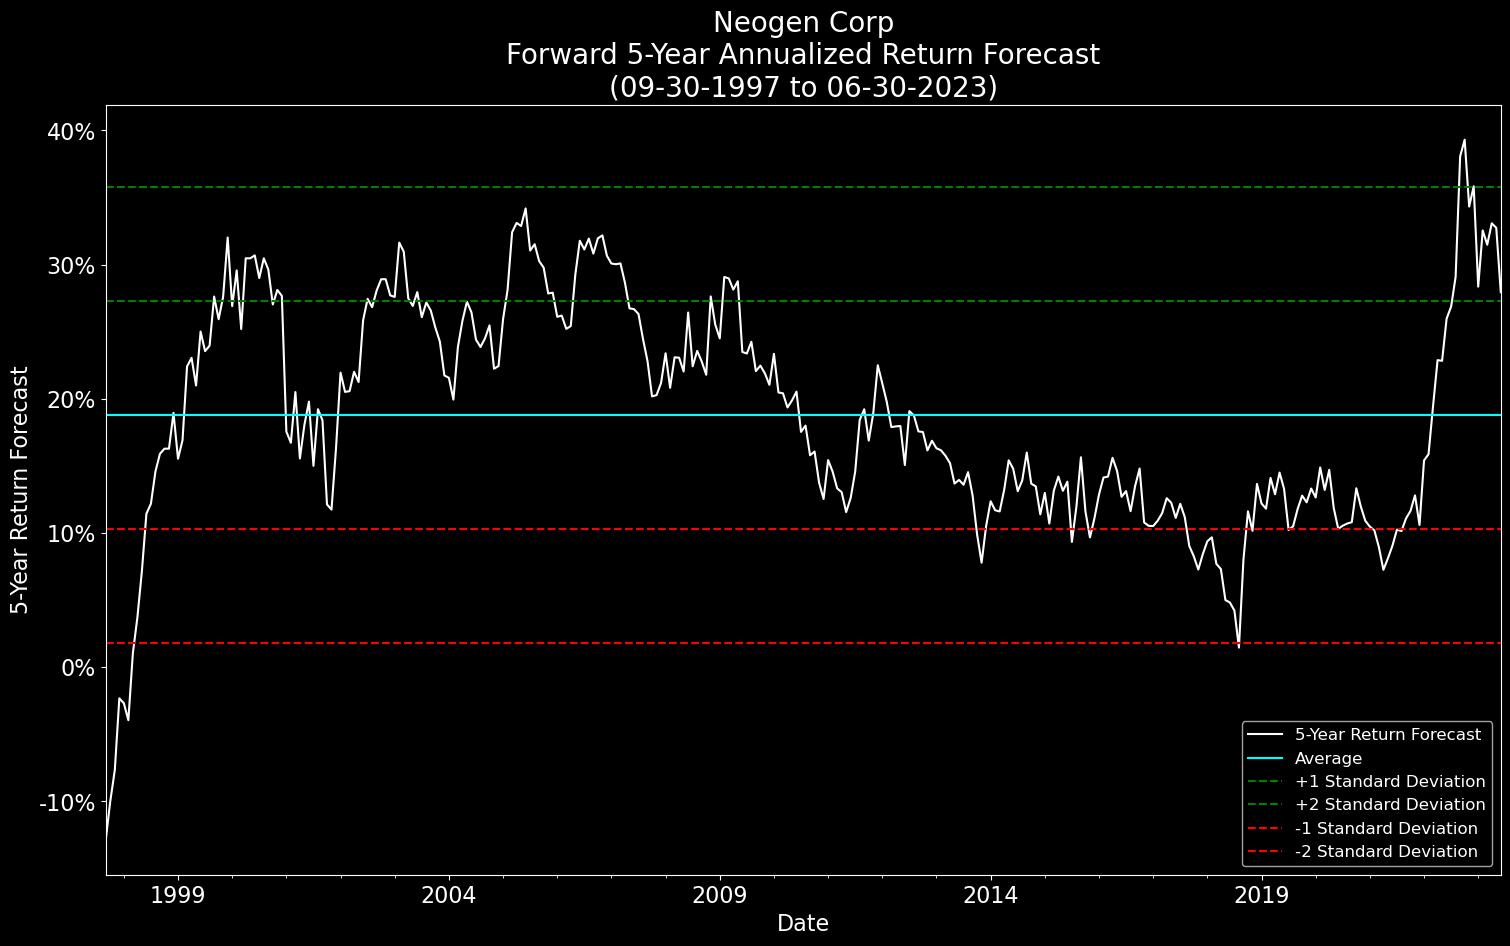 Neogen Corp
Forward 5-Year Annualized Return Forecast
(09-30-1997 to 06-30-2023)
5-Year Return Forecast
40%
30%
20%
10%
0%
-10%
5-Year Return Forecast
Average
+1 Standard Deviation
+2 Standard Deviation
-1 Standard Deviation
-2 Standard Deviation
1999 2004 2009 2014 2019
Date